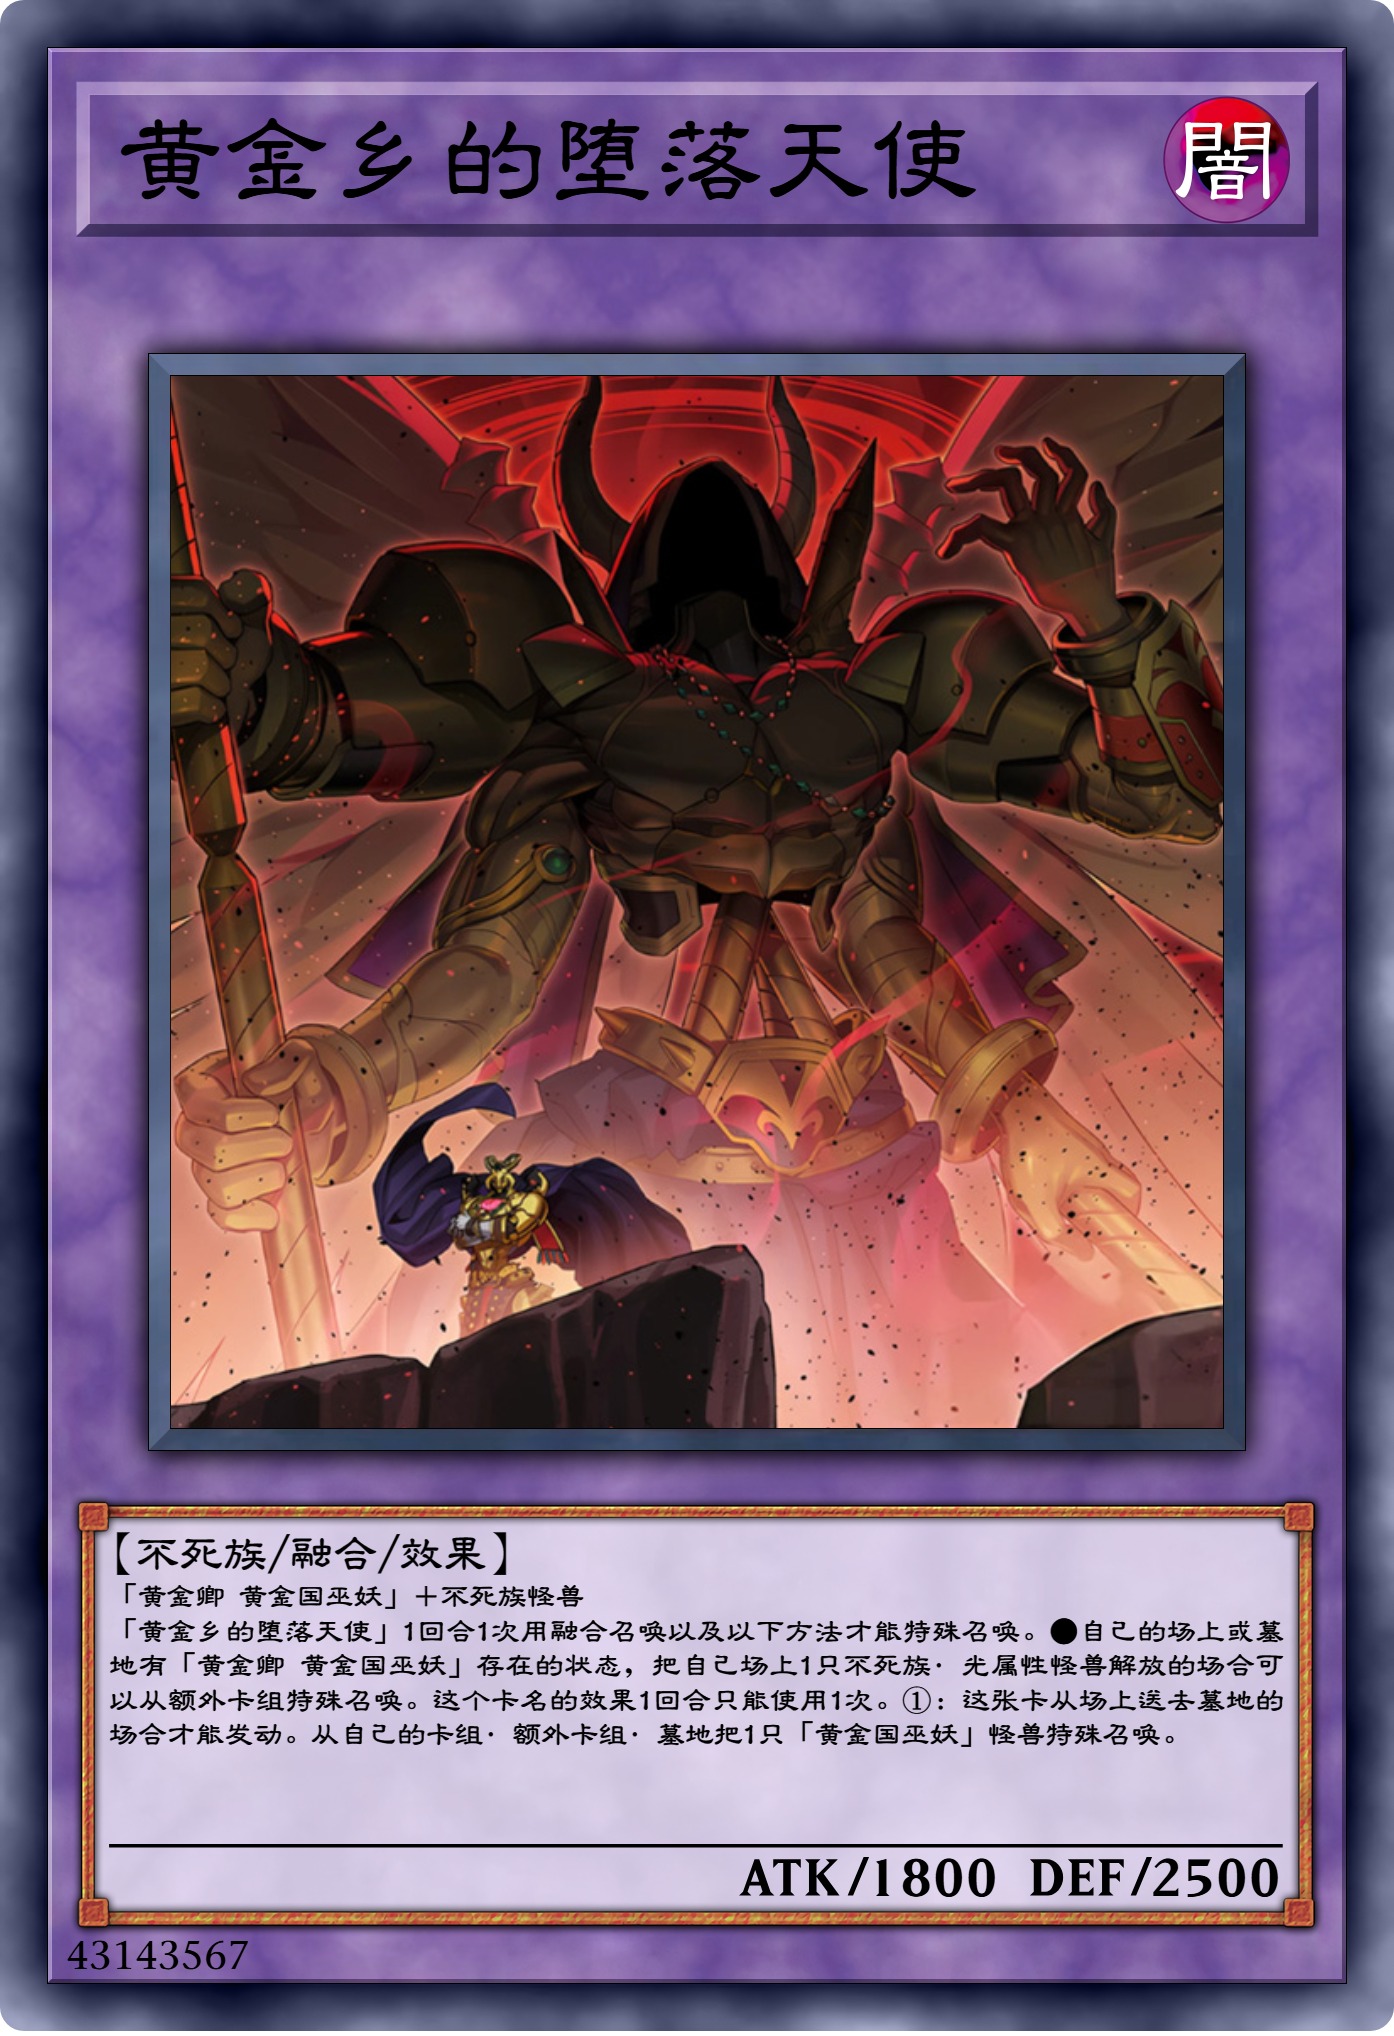 黄金乡的堕落天使
闇
【不死族/融合/效果】
「黄金卿 黄金国巫妖」＋不死族怪兽
「黄金乡的堕落天使」1回合1次用融合召唤以及以下方法才能特殊召唤。●自己的场上或墓
地有「黄金卿 黄金国巫妖」存在的状态，把自己场上1只不死族·光属性怪兽解放的场合可
以从额外卡组特殊召唤。这个卡名的效果1回合只能使用1次。①：这张卡从场上送去墓地的
场合才能发动。从自己的卡组·额外卡组·墓地把1只「黄金国巫妖」怪兽特殊召唤。
ATK/1800 DEF/2500
43143567